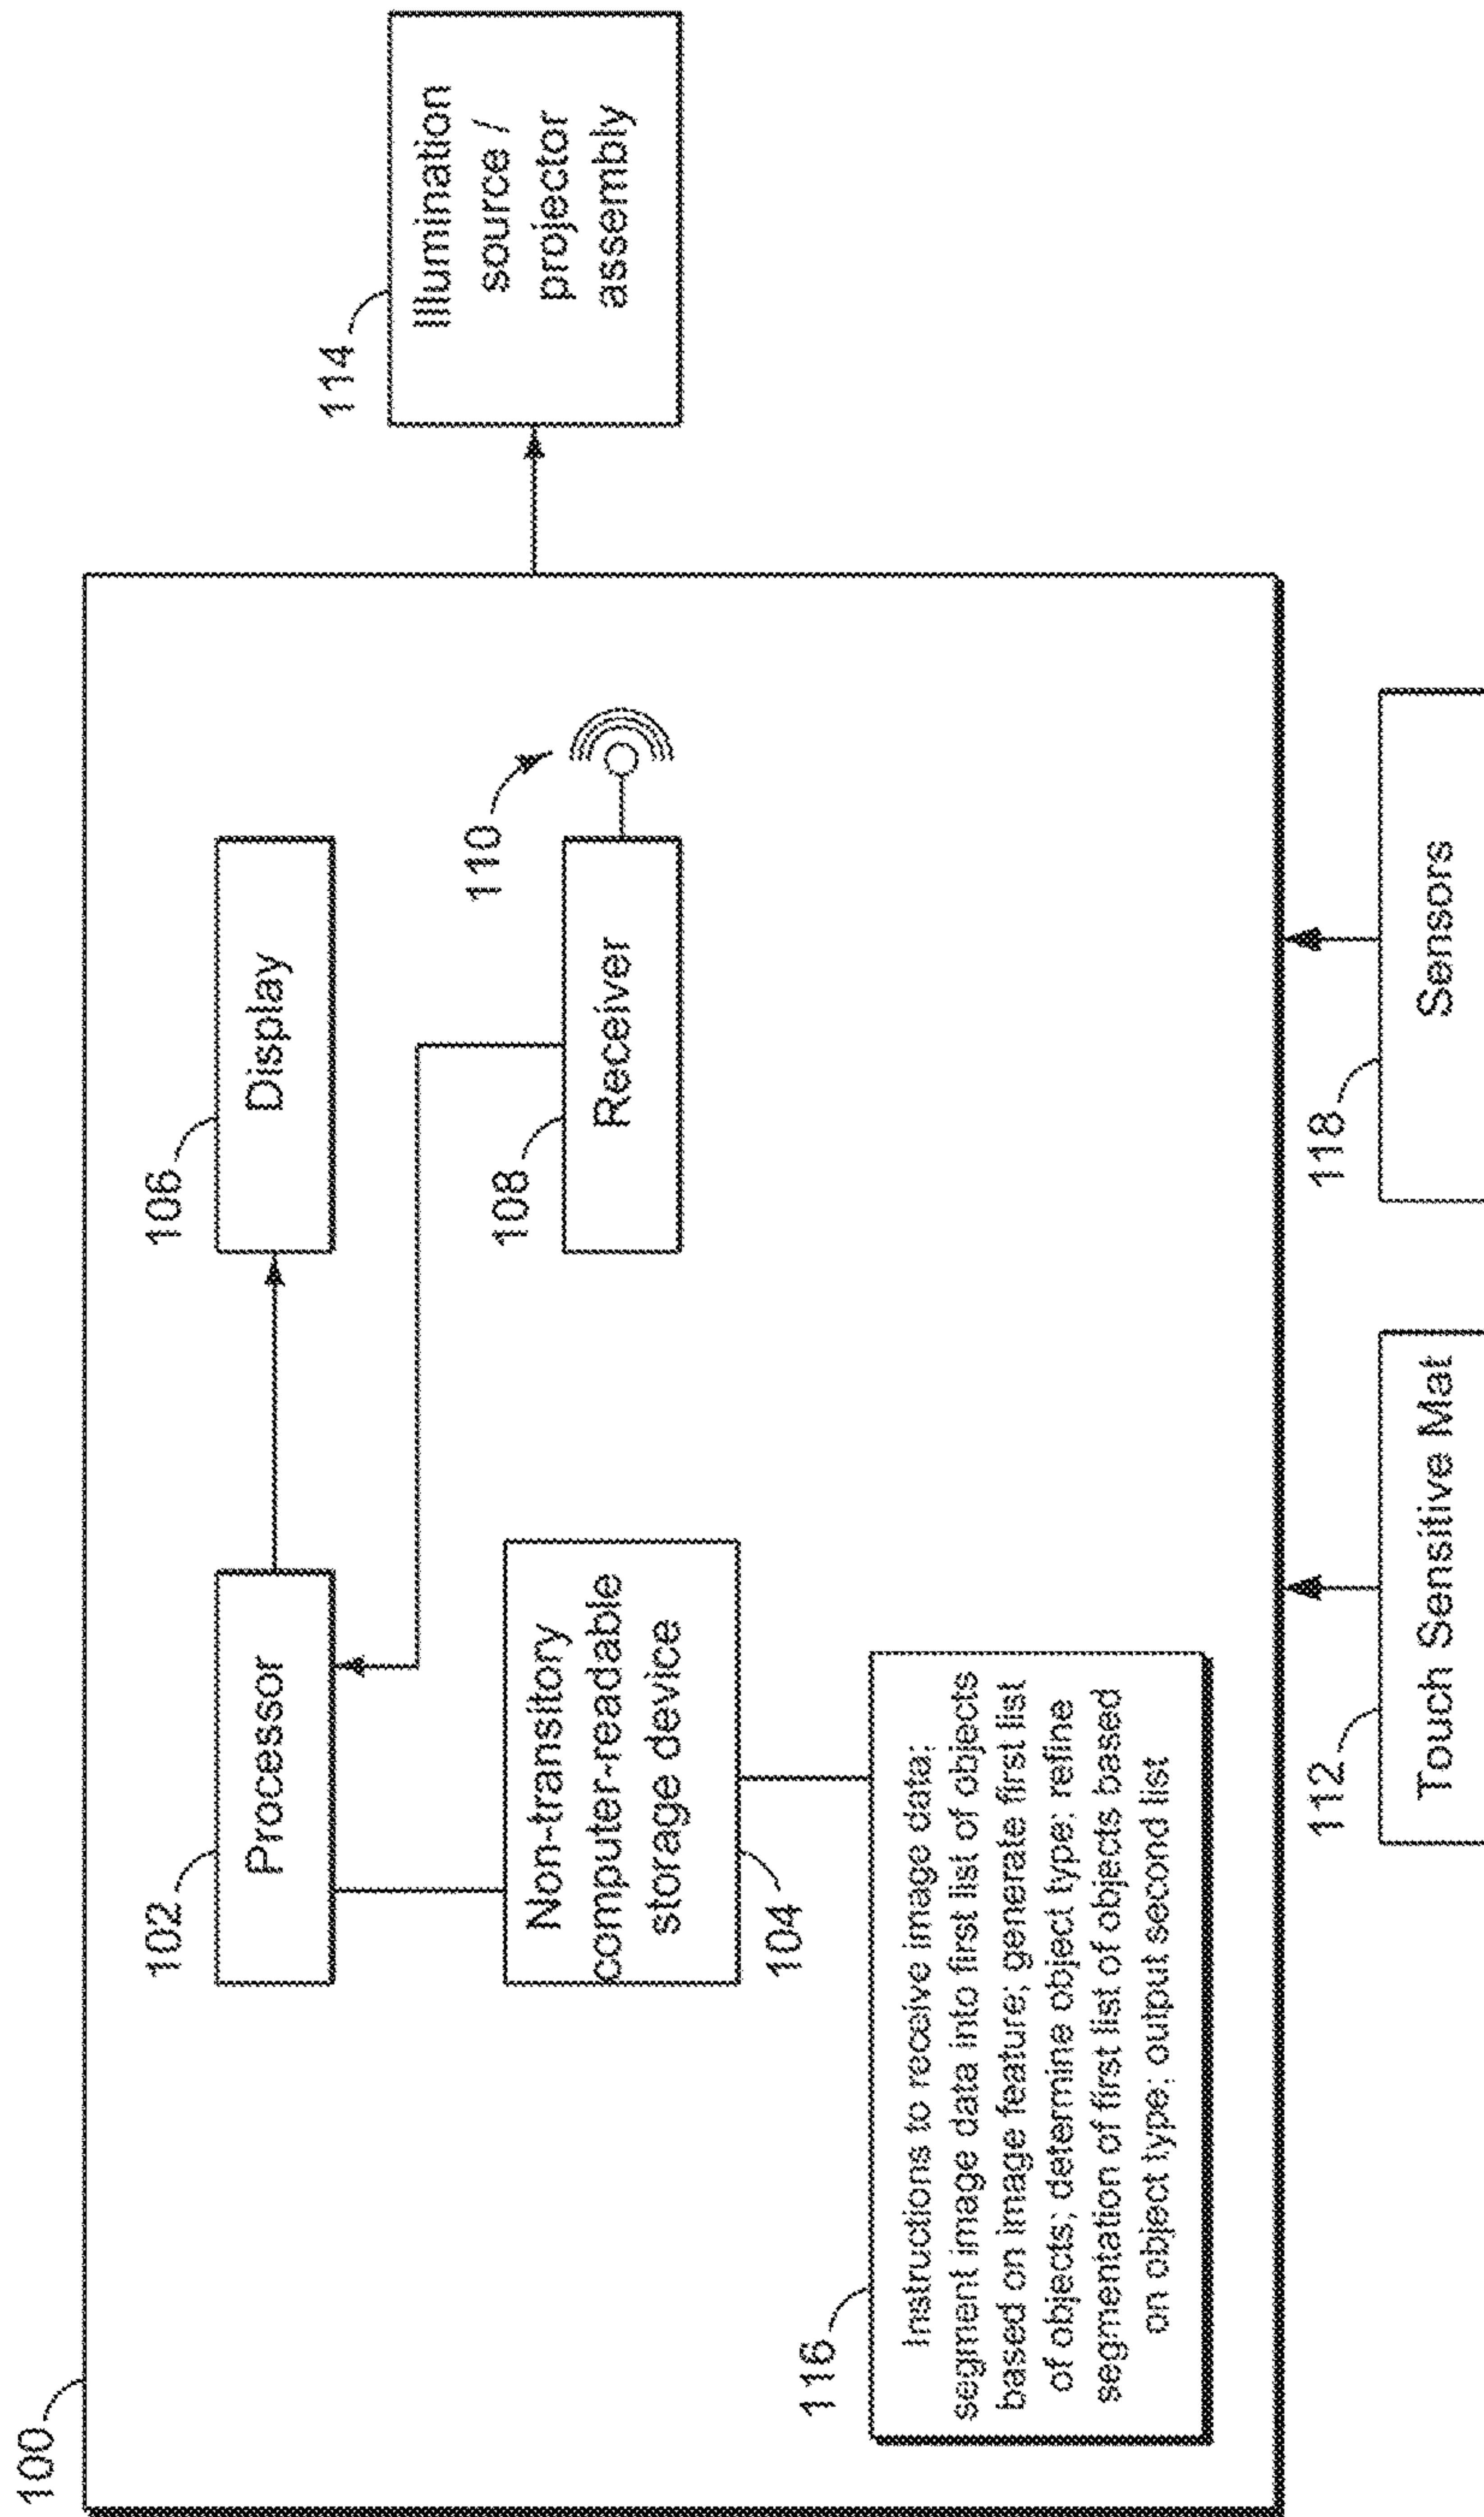 100
102
Processor
106
Display
114
Illumination
source /
projector
assembly
Non-transitory
computer-readable
storage device
104
108
Receiver
110
116
Instructions to receive image data;
segment image data into first list of objects
based on image feature; generate first list
of objects; determine object type; refine
segmentation of first list of objects based
on object type; output second list
112
Touch Sensitive Mat
118
Sensors